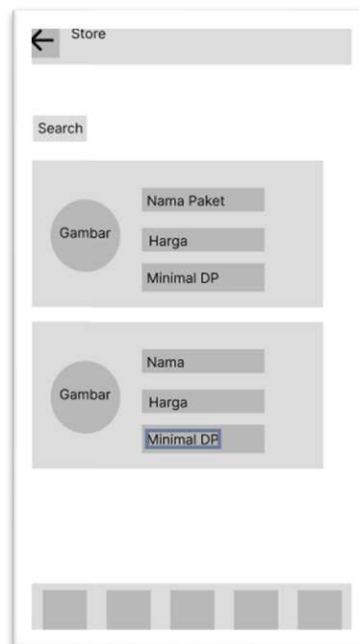 Store
Search
Gambar
Nama Paket
Harga
Minimal DP
Gambar
Nama
Harga
Minimal DP